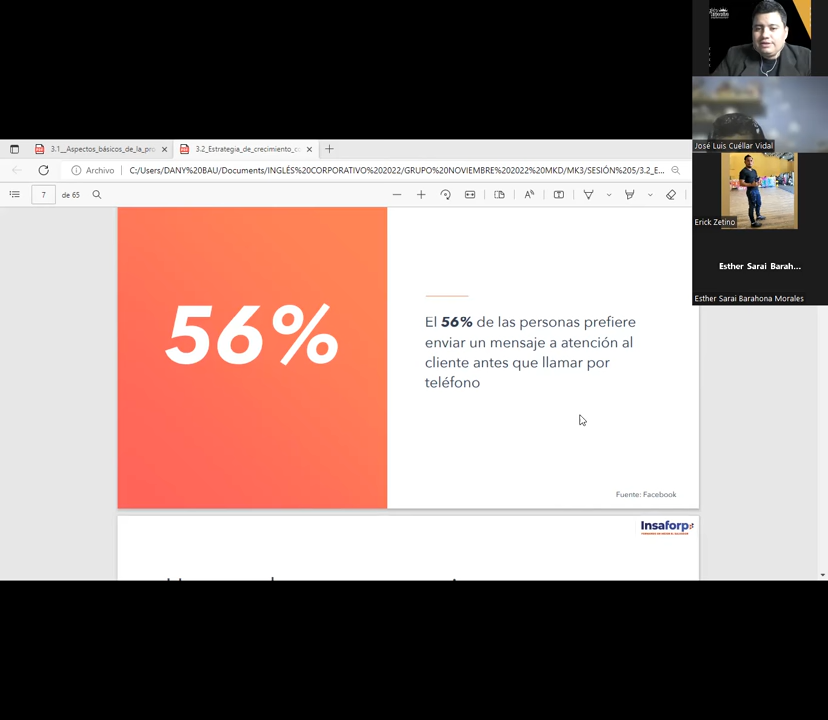 José Luis Cuéllar Vidal
3.1__Aspectos_básicos_de_la_pro
3.2_Estrategia_de_crecimiento_c
Archivo
C:/Users/DANY%20BAU/Documents/INGLÉS%20CORPORATIVO%202022/GRUPO%20NOVIEMBRE%202022%20MKD/MK3/SESIÓN%205/3.2_E...
7
de 65
A
Erick Zetino
Esther Sarai Barah...
Esther Sarai Barahona Morales
56%
El 56% de las personas prefiere
enviar un mensaje a atención al
cliente antes que llamar por
teléfono
Fuente: Facebook
Insaforp